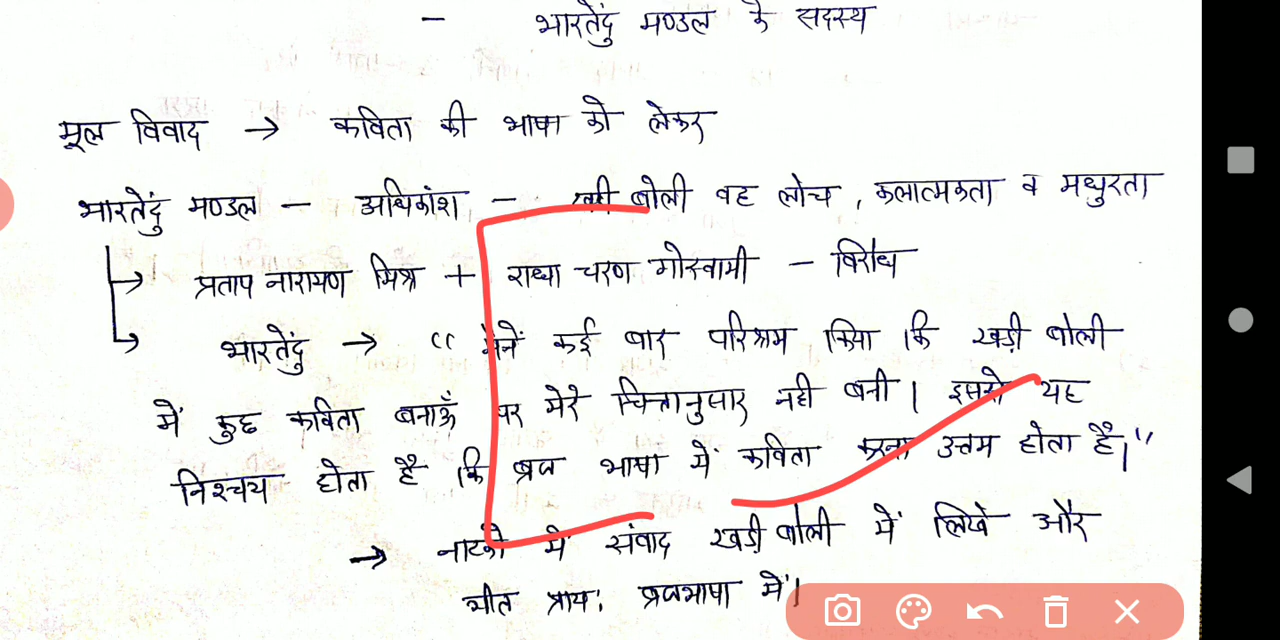 – भारतेंदु मण्डल के सदस्य
मूल विवाद → कविता की भाषा को लेकर
भारतेंदु मण्डल – अधिकांश – खड़ी बोली वह लोच, कलात्मकता व मधुरता
→ प्रताप नारायण मिश्र + राधा चरण गोस्वामी – विरोध
→ भारतेंदु → “मैनें कई बार परिश्रम किया कि खड़ी बोली
में कुछ कविता बनाऊँ पर मेरे चित्तानुसार नही बनी। इससे यह
निश्चय होता है कि ब्रज भाषा में कविता करना उत्तम होता है।”
→ नाटकों में संवाद खड़ी बोली में लिखे और
गीत प्राय: ब्रजभाषा में।